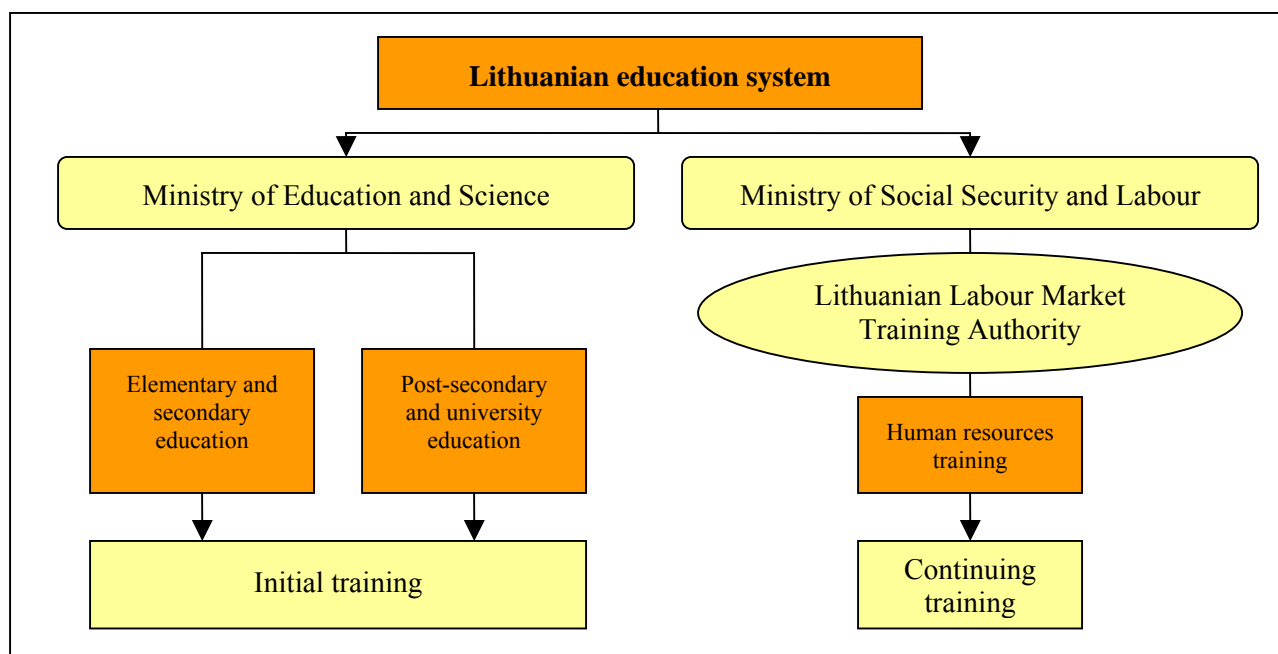 Lithuanian education system
Ministry of Education and Science
Ministry of Social Security and Labour
Lithuanian Labour Market
Training Authority
Elementary and
secondary
education
Post-secondary
and university
education
Human resources
training
Initial training
Continuing
training